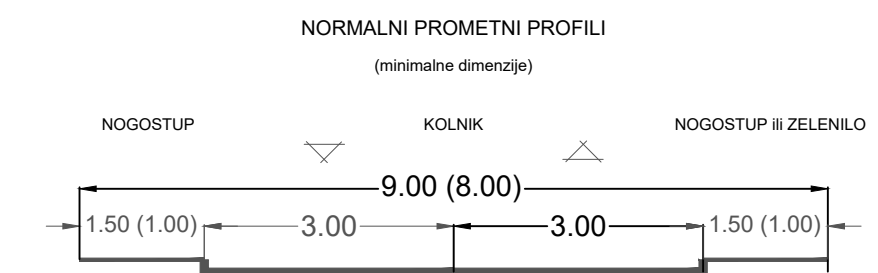 NORMALNI PROMETNI PROFILI
(minimalne dimenzije)
NOGOSTUP KOLNIK NOGOSTUP ili ZELENILO
9.00 (8.00)
1.50 (1.00) 3.00 3.00 1.50 (1.00)